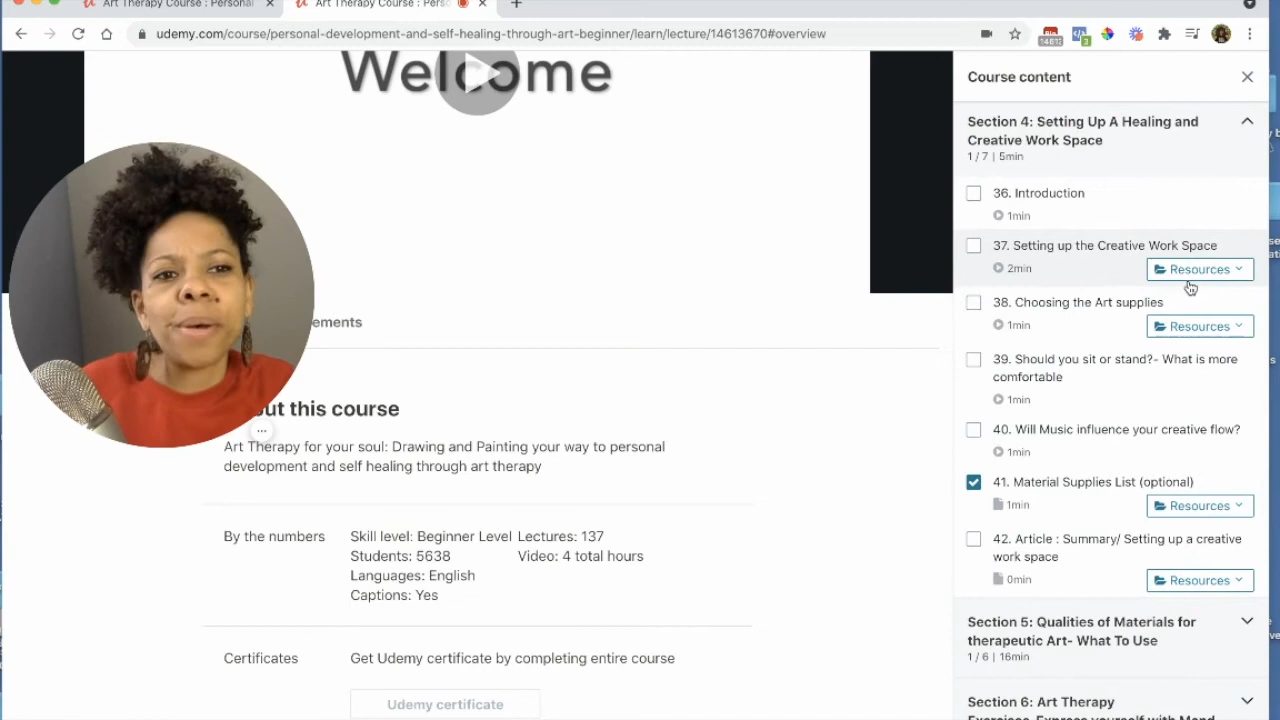 Art Therapy Course : Personal
Art Therapy Course : Perso
udemy.com/course/personal-development-and-self-healing-through-art-beginner/learn/lecture/14613670#overview
Welcome
ements
out this course
Art Therapy for your soul: Drawing and Painting your way to personal
development and self healing through art therapy
By the numbers
Skill level: Beginner Level
Lectures: 137
Students: 5638
Video: 4 total hours
Languages: English
Captions: Yes
Certificates
Get Udemy certificate by completing entire course
Udemy certificate
Course content
Section 4: Setting Up A Healing and
Creative Work Space
1 / 7 | 5min
36. Introduction
1min
37. Setting up the Creative Work Space
2min
Resources
38. Choosing the Art supplies
1min
Resources
39. Should you sit or stand?- What is more
comfortable
1min
40. Will Music influence your creative flow?
1min
41. Material Supplies List (optional)
1min
Resources
42. Article : Summary/ Setting up a creative
work space
0min
Resources
Section 5: Qualities of Materials for
therapeutic Art- What To Use
1 / 6 | 16min
Section 6: Art Therapy
Exercises- Express yourself with Mand